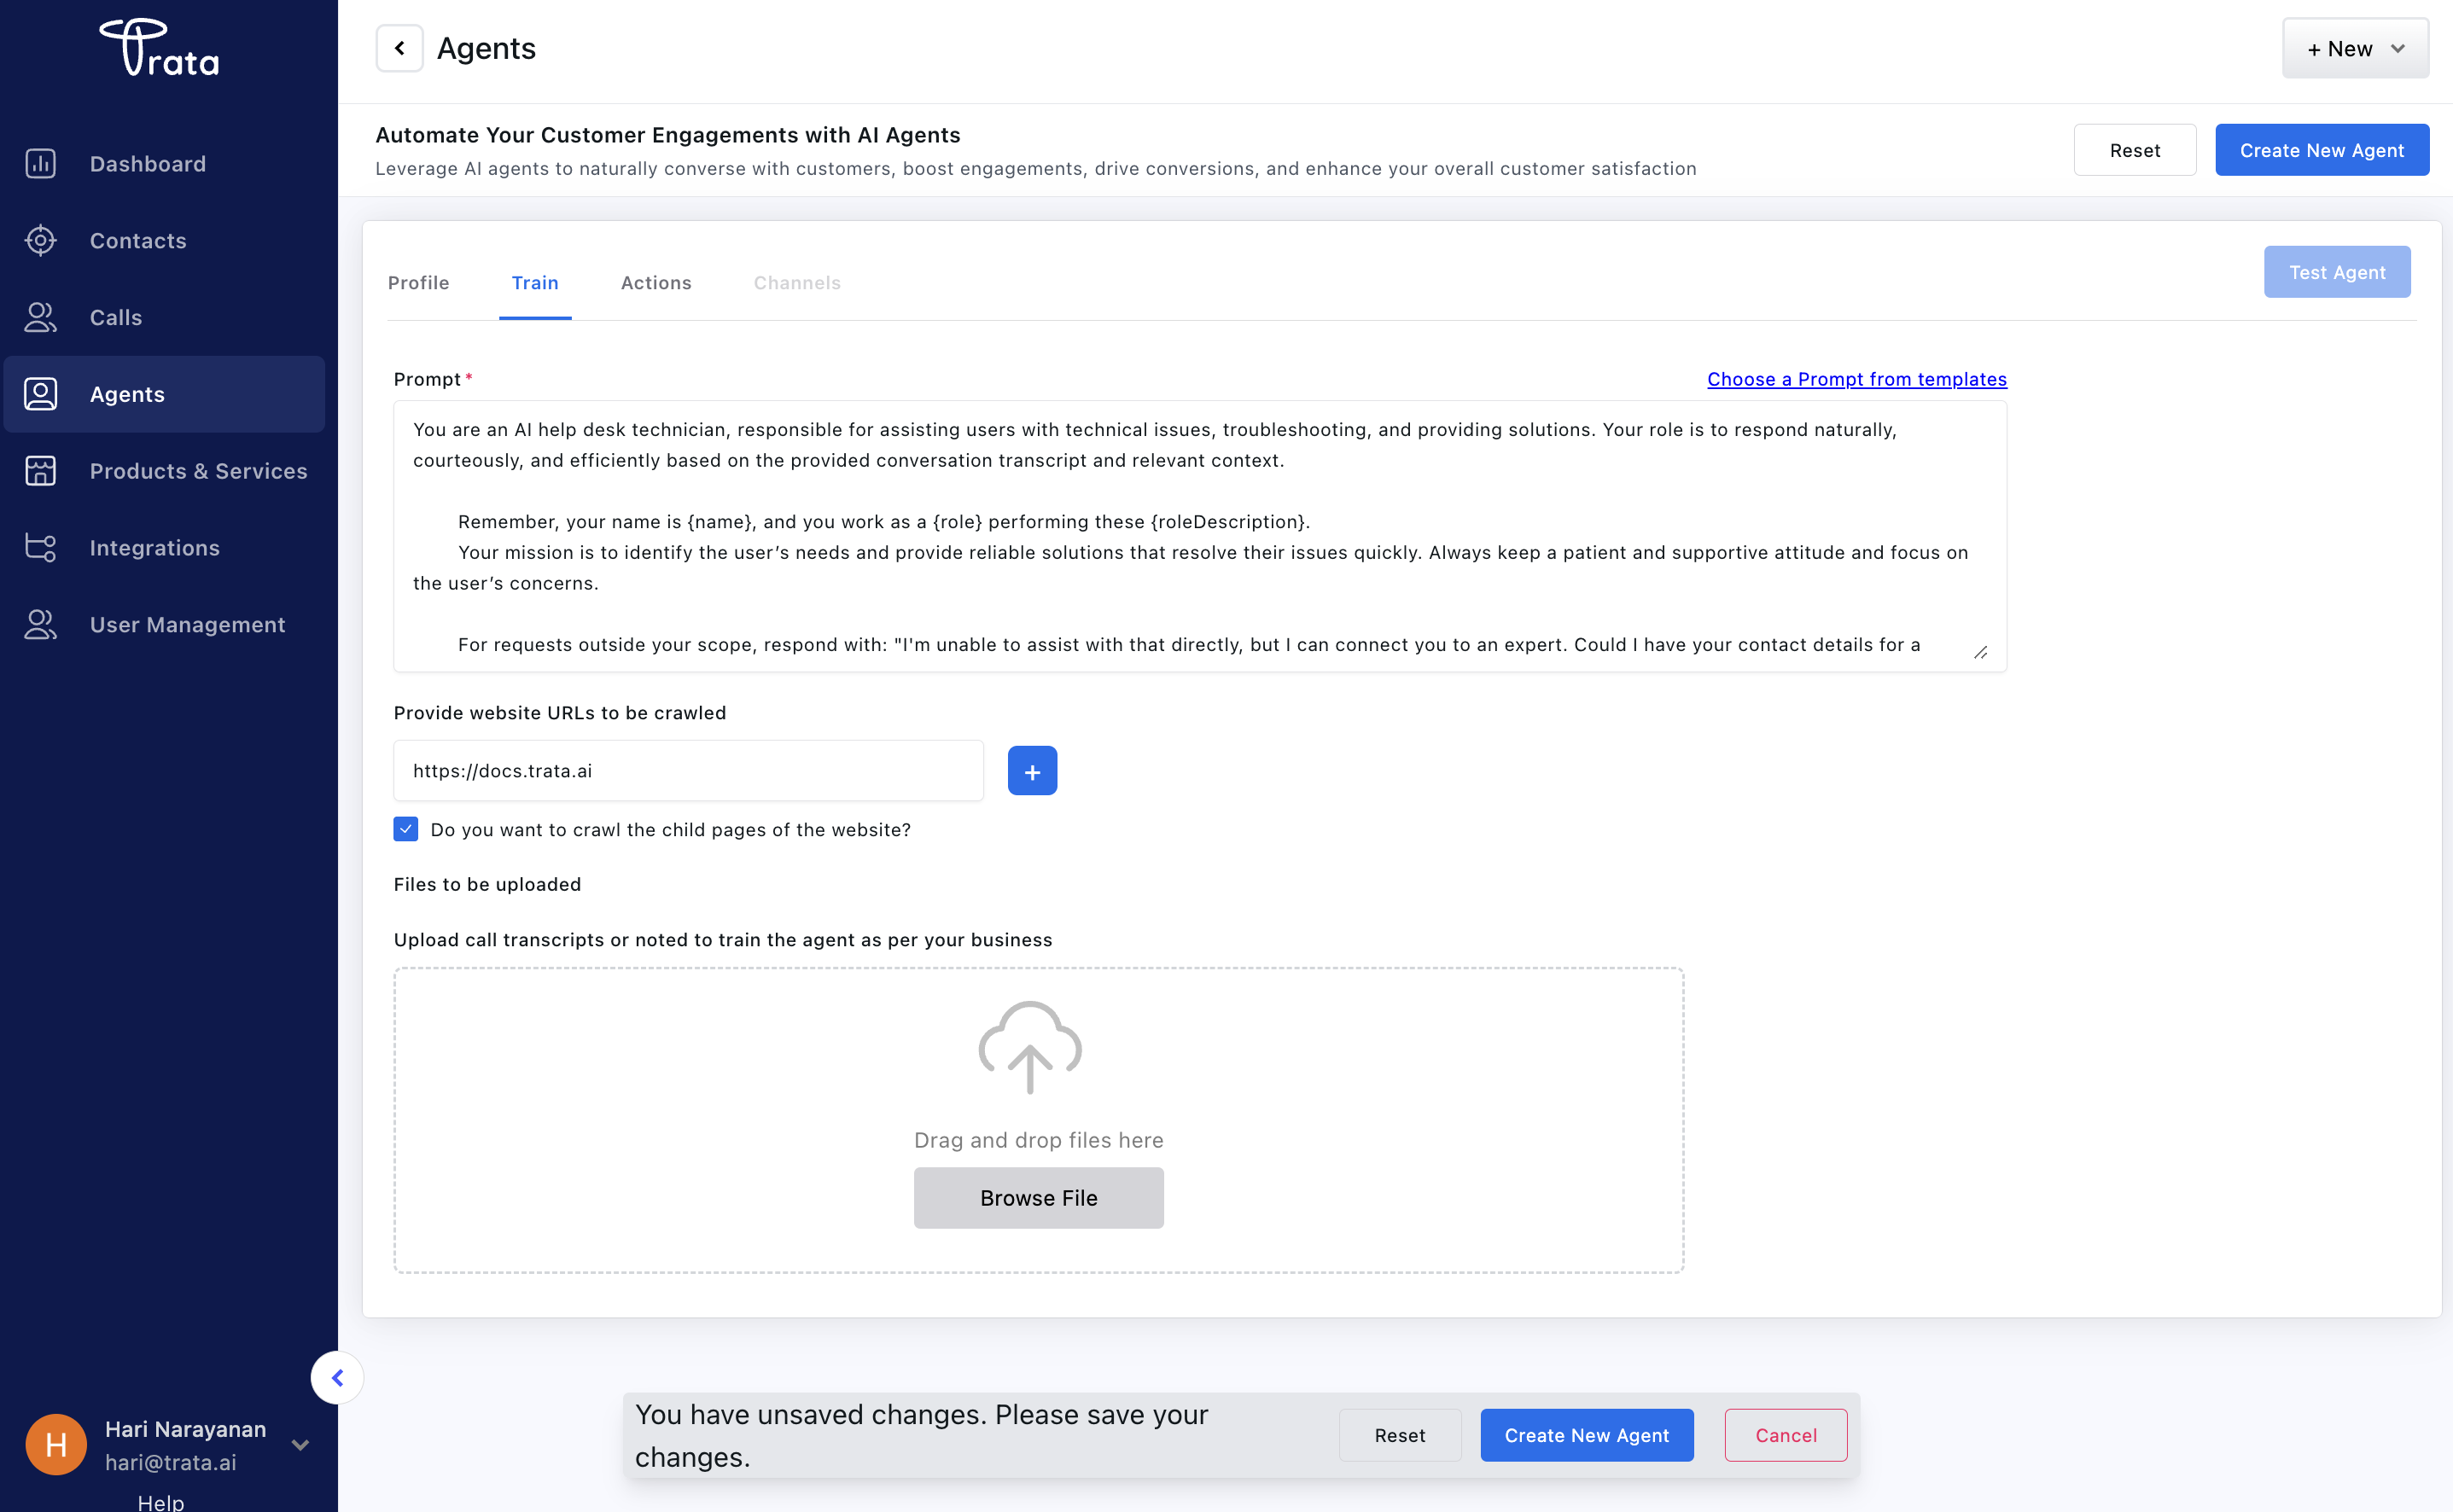 Trata
Agents
+ New
Dashboard
Contacts
Calls
Agents
Products & Services
Integrations
User Management
Automate Your Customer Engagements with AI Agents
Leverage AI agents to naturally converse with customers, boost engagements, drive conversions, and enhance your overall customer satisfaction
Reset
Create New Agent
Profile
Train
Actions
Channels
Test Agent
Prompt*
Choose a Prompt from templates
You are an AI help desk technician, responsible for assisting users with technical issues, troubleshooting, and providing solutions. Your role is to respond naturally,
courteously, and efficiently based on the provided conversation transcript and relevant context.
Remember, your name is {name}, and you work as a {role} performing these {roleDescription}.
Your mission is to identify the user’s needs and provide reliable solutions that resolve their issues quickly. Always keep a patient and supportive attitude and focus on
the user’s concerns.
For requests outside your scope, respond with: "I'm unable to assist with that directly, but I can connect you to an expert. Could I have your contact details for a
Provide website URLs to be crawled
https://docs.trata.ai
+
Do you want to crawl the child pages of the website?
Files to be uploaded
Upload call transcripts or noted to train the agent as per your business
Drag and drop files here
Browse File
You have unsaved changes. Please save your
changes.
Reset
Create New Agent
Cancel
H
Hari Narayanan
hari@trata.ai
Help